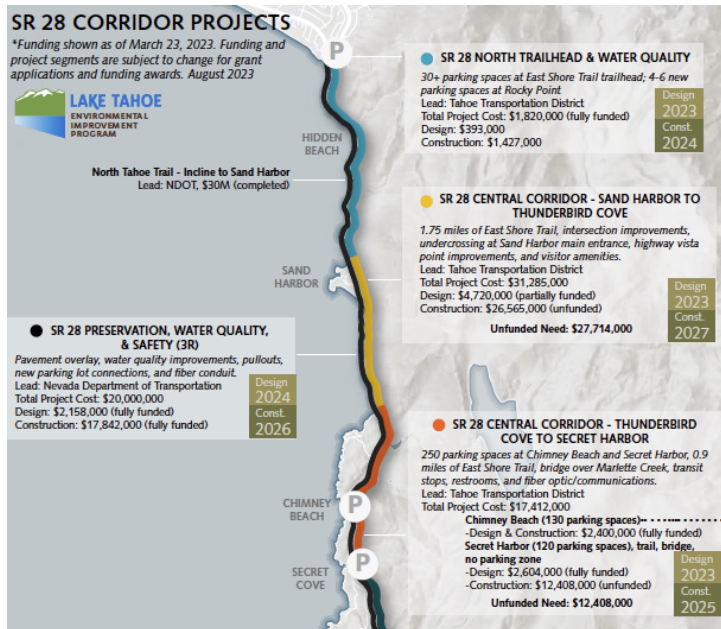 SR 28 CORRIDOR PROJECTS
*Funding shown as of March 23, 2023. Funding and
project segments are subject to change for grant
applications and funding awards. August 2023
LAKE TAHOE
ENVIRONMENTAL
IMPROVEMENT
PROGRAM
P
HIDDEN
BEACH
North Tahoe Trail - Incline to Sand Harbor
Lead: NDOT, $30M (completed)
SR 28 NORTH TRAILHEAD & WATER QUALITY
30+ parking spaces at East Shore Trail trailhead; 4-6 new
parking spaces at Rocky Point
Lead: Tahoe Transportation District
Total Project Cost: $1,820,000 (fully funded)
Design: $393,000
Construction: $1,427,000
Design
2023
Const.
2024
SR 28 CENTRAL CORRIDOR - SAND HARBOR TO
THUNDERBIRD COVE
1.75 miles of East Shore Trail, intersection improvements,
undercrossing at Sand Harbor main entrance, highway vista
point improvements, and visitor amenities.
Lead: Tahoe Transportation District
Total Project Cost: $31,285,000
Design: $4,720,000 (partially funded)
Construction: $26,565,000 (unfunded)
Unfunded Need: $27,714,000
Design
2023
Const.
2027
SAND
HARBOR
SR 28 PRESERVATION, WATER QUALITY,
& SAFETY (3R)
Pavement overlay, water quality improvements, pullouts,
new parking lot connections, and fiber conduit.
Lead: Nevada Department of Transportation
Total Project Cost: $20,000,000
Design: $2,158,000 (fully funded)
Construction: $17,842,000 (fully funded)
Design
2024
Const.
2026
SR 28 CENTRAL CORRIDOR - THUNDERBIRD
COVE TO SECRET HARBOR
250 parking spaces at Chimney Beach and Secret Harbor, 0.9
miles of East Shore Trail, bridge over Marlette Creek, transit
stops, restrooms, and fiber optic/communications.
Lead: Tahoe Transportation District
Total Project Cost: $17,412,000
Chimney Beach (130 parking spaces)
-Design & Construction: $2,400,000 (fully funded)
Secret Harbor (120 parking spaces), trail, bridge,
no parking zone
-Design: $2,604,000 (fully funded)
-Construction: $12,408,000 (unfunded)
Unfunded Need: $12,408,000
Design
2023
Const.
2025
CHIMNEY
BEACH
P
SECRET
COVE
P